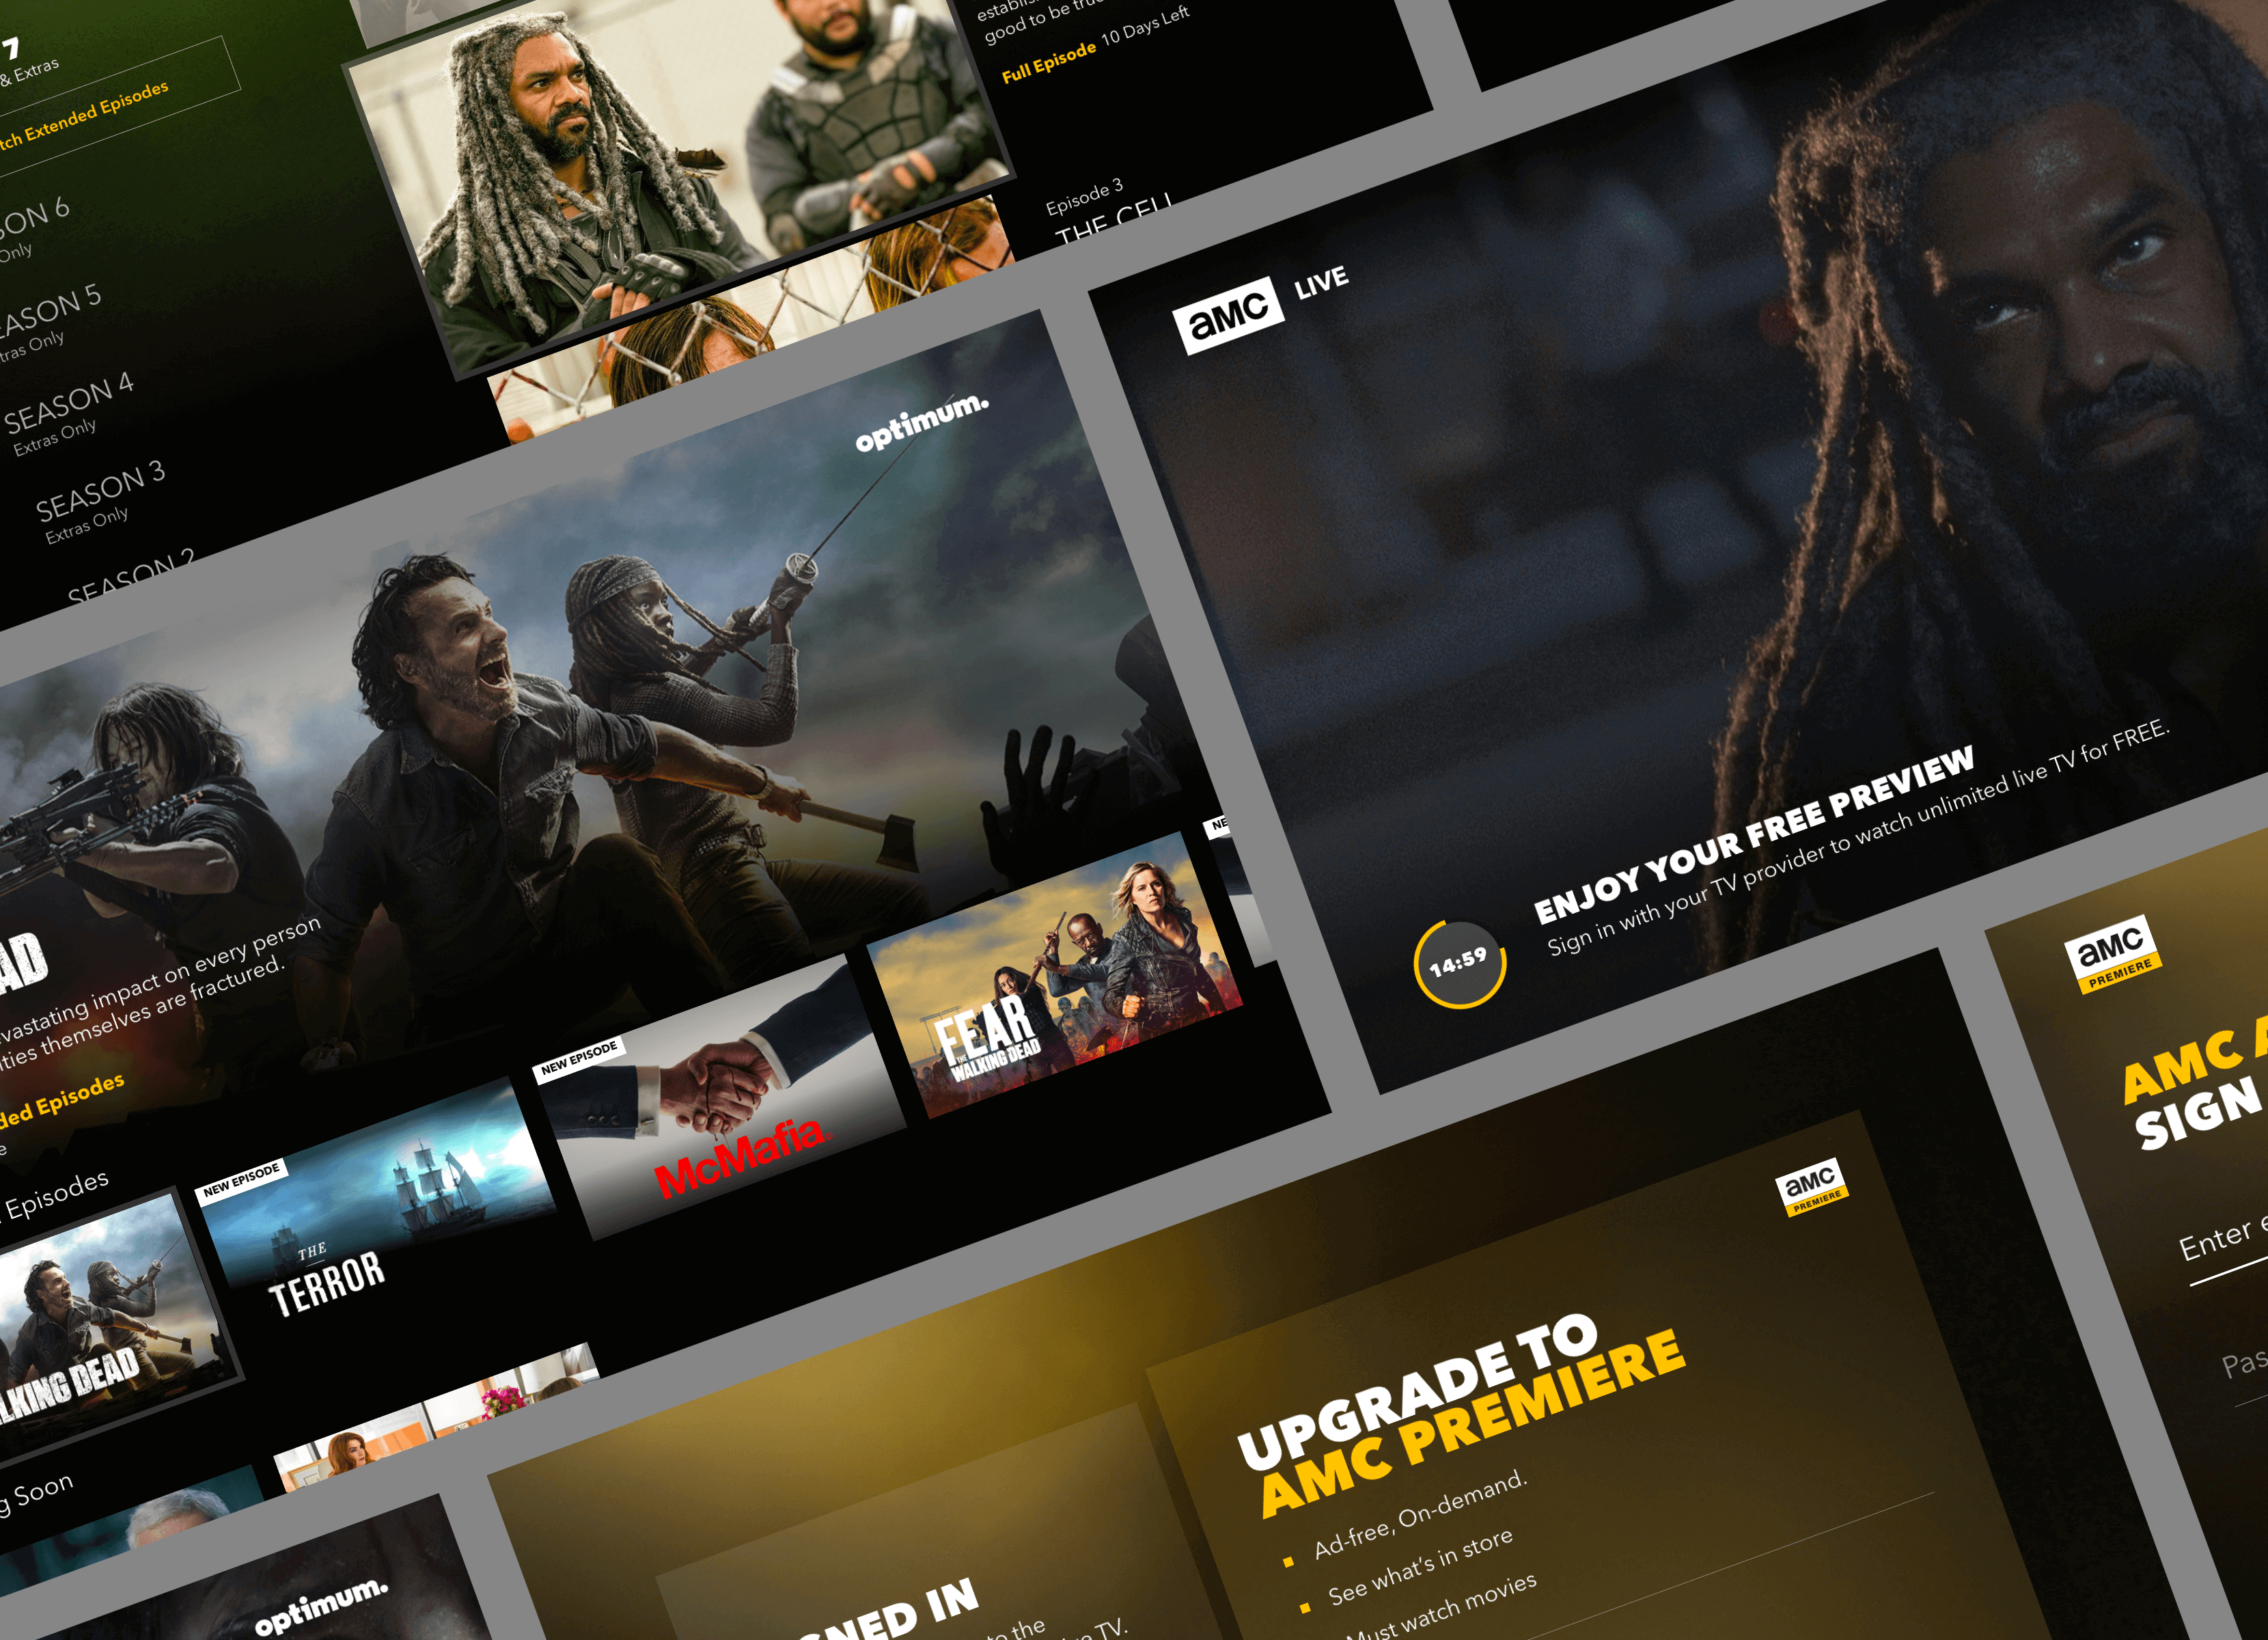 7
& Extras
tch Extended Episodes
SON 6
Only
EASON 5
tras Only
SEASON 4
Extras Only
SEASON 3
Extras Only
SEASON 2
good to be true
Full Episode 10 Days Left
Episode 3
THE CELL
optimum.
AD
vastating impact on every person
ities themselves are fractured.
ded Episodes
e
Episodes
LKING DEAD
NEW EPISODE
THE
TERROR
NEW EPISODE
McMafia
FEAR
THE
WALKING DEAD
NE
g Soon
aMC LIVE
14:59
ENJOY YOUR FREE PREVIEW
Sign in with your TV provider to watch unlimited live TV for FREE.
optimum.
GNED IN
to the
ve TV.
aMC
PREMIERE
UPGRADE TO
AMC PREMIERE
Ad-free, On-demand.
See what's in store
Must watch movies
aMC
PREMIERE
AMC A
SIGN
Enter e
Pas